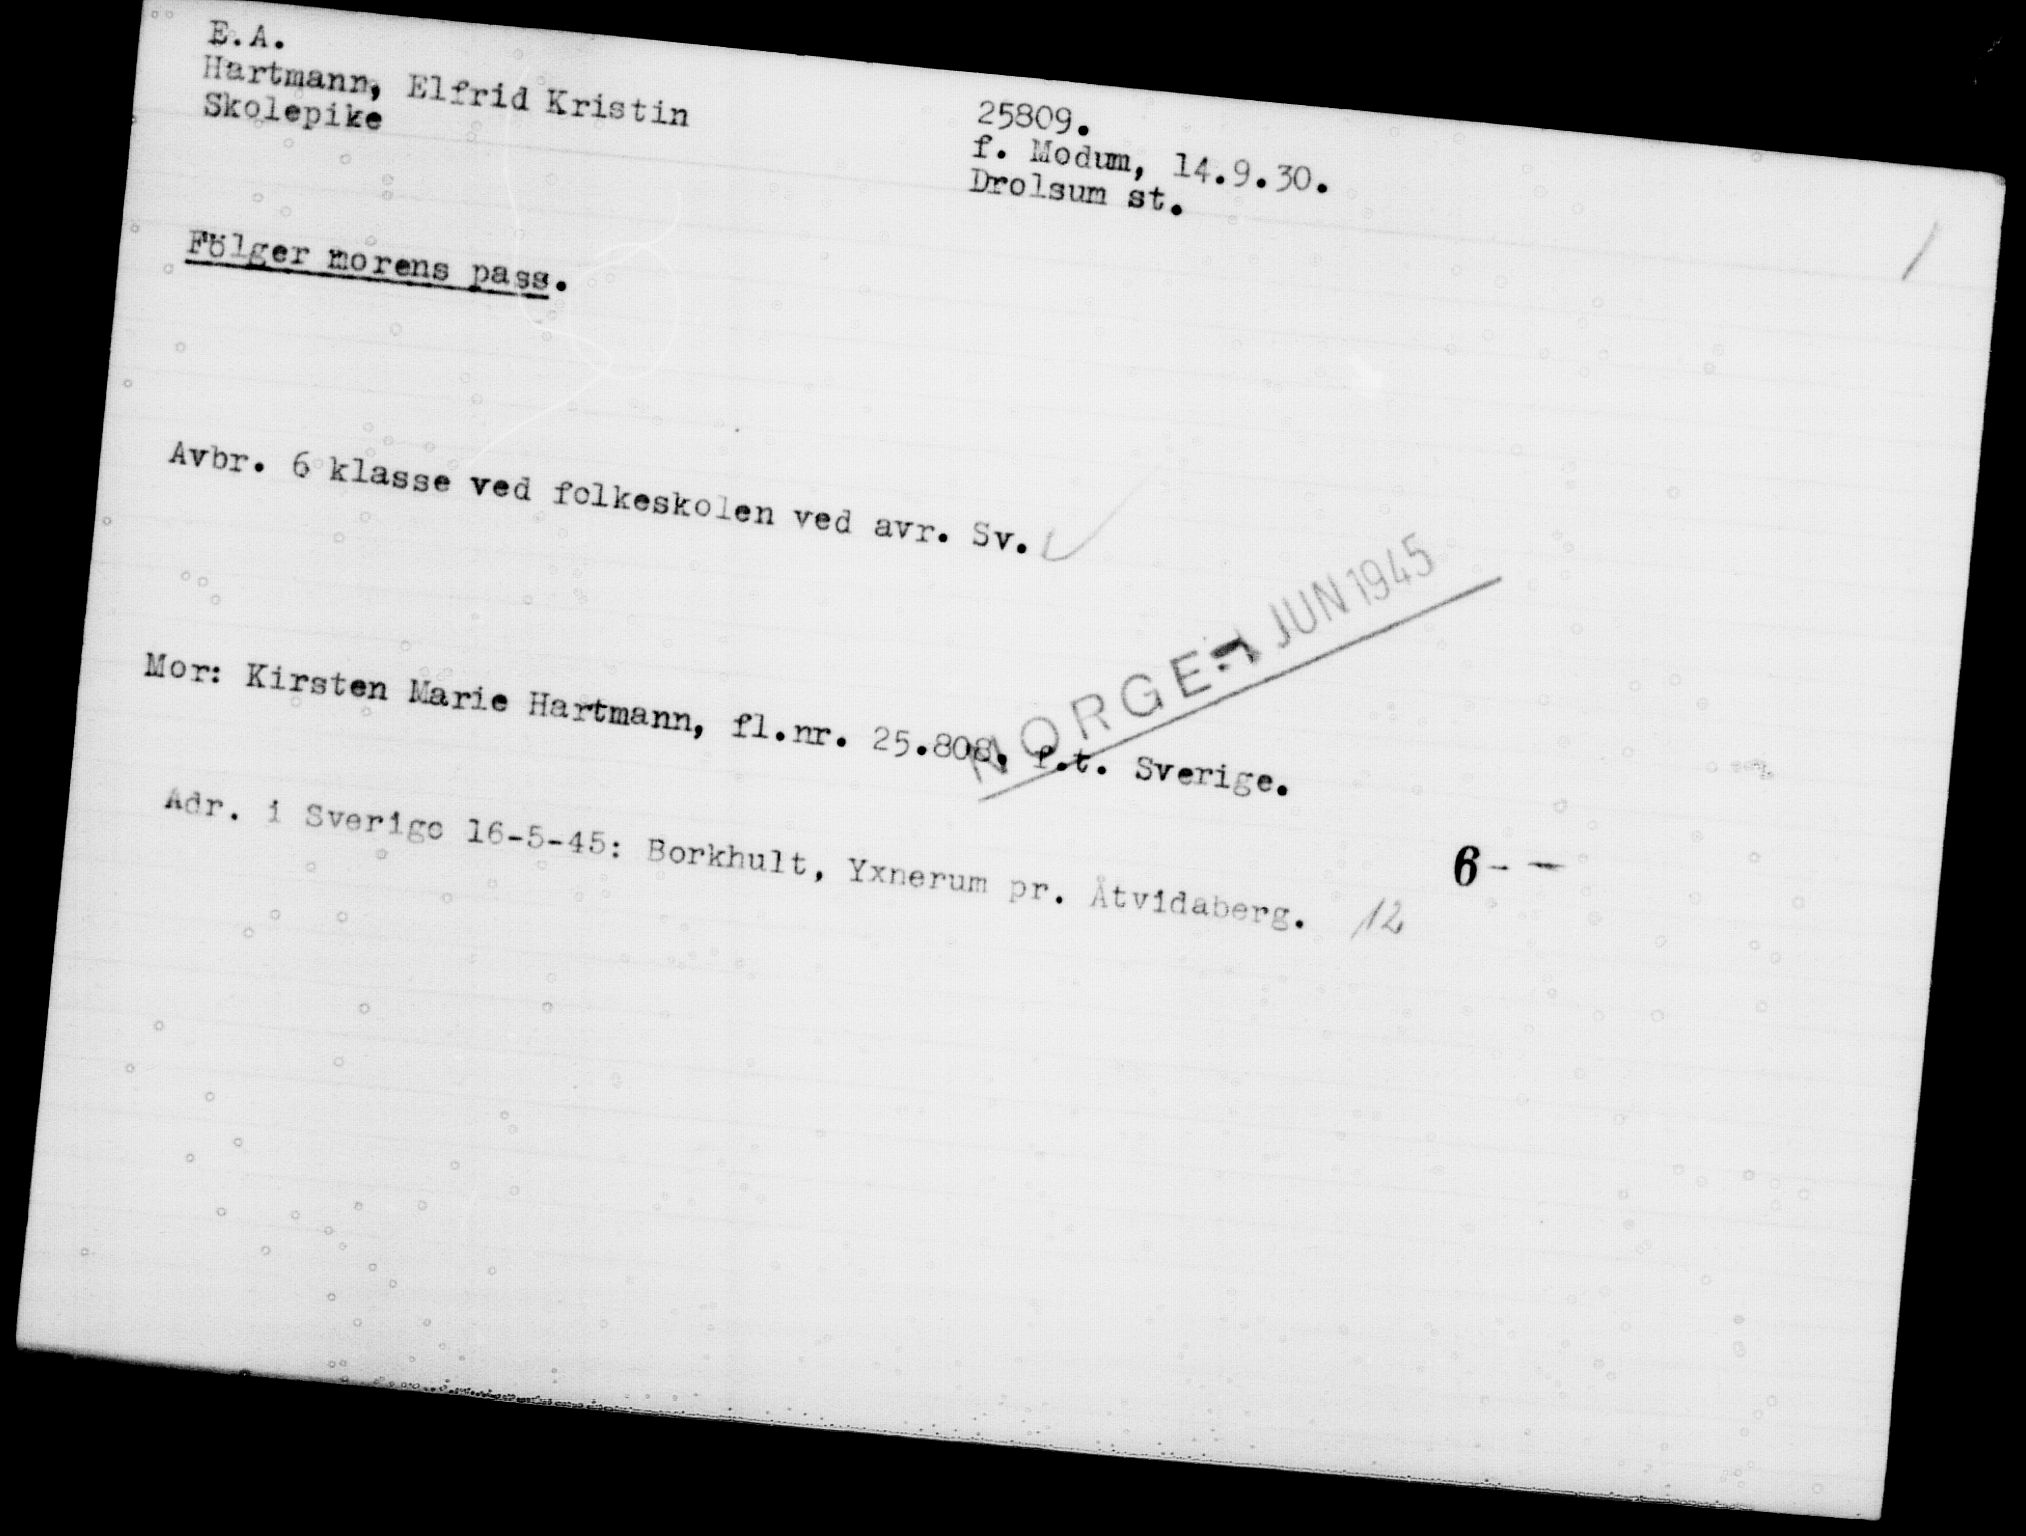 E.A.
Hartmann, Elfrid Kristin
Skolepike
25809.
f. Modum, 14.9.30.
Drolsum st.
Fölger morens pass.
Avbr. 6 klasse ved folkeskolen ved avr. Sv.
NORGE JUN 1945
Mor: Kirsten Marie Hartmann, fl.nr. 25.808, f.t. Sverige.
Adr. i Sverige 16-5-45: Borkhult, Yxnerum pr. Åtvidaberg. 12
6 - -